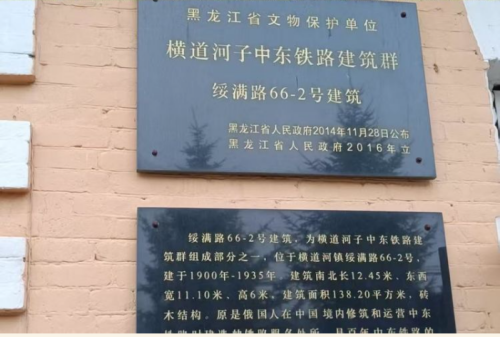 黑龙江省文物保护单位
横道河子中东铁路建筑群
绥满路66-2号建筑
黑龙江省人民政府2014年11月28日公布
黑龙江省人民政府2016年立
绥满路66-2号建筑，为横道河子中东铁路建
筑群组成部分之一，位于横道河镇绥满路66-2号，
建于1900年-1935年 建筑南北长12.45米、东西
宽11.10米、高6米，建筑面积138.20平方米，砖
木结构。原是俄国人在中国境内修筑和运营中东